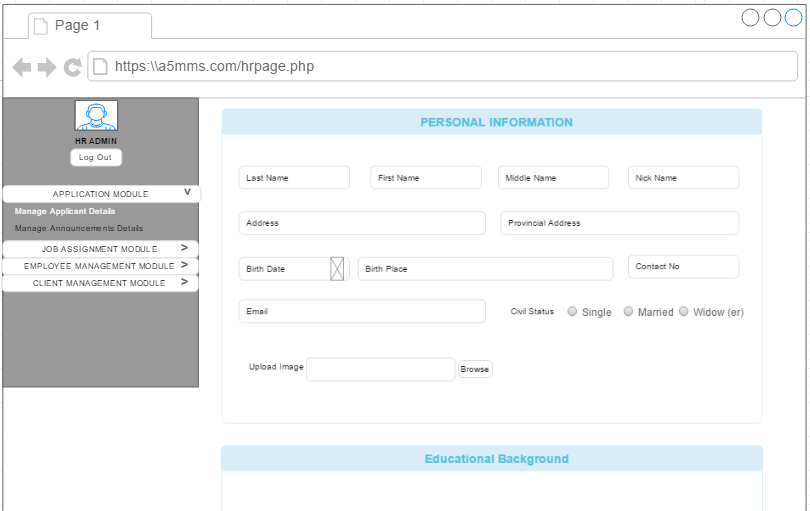 Page 1
https:\\a5mms.com/hrpage.php
HR ADMIN
Log Out
APPLICATION MODULE v
Manage Applicant Details
Manage Announcements Details
JOB ASSIGNMENT MODULE >
EMPLOYEE MANAGEMENT MODULE >
CLIENT MANAGEMENT MODULE >
PERSONAL INFORMATION
Last Name First Name Middle Name Nick Name
Address Provincial Address
Birth Date Birth Place Contact No
Email Civil Status Single Married Widow (er)
Upload Image Browse
Educational Background